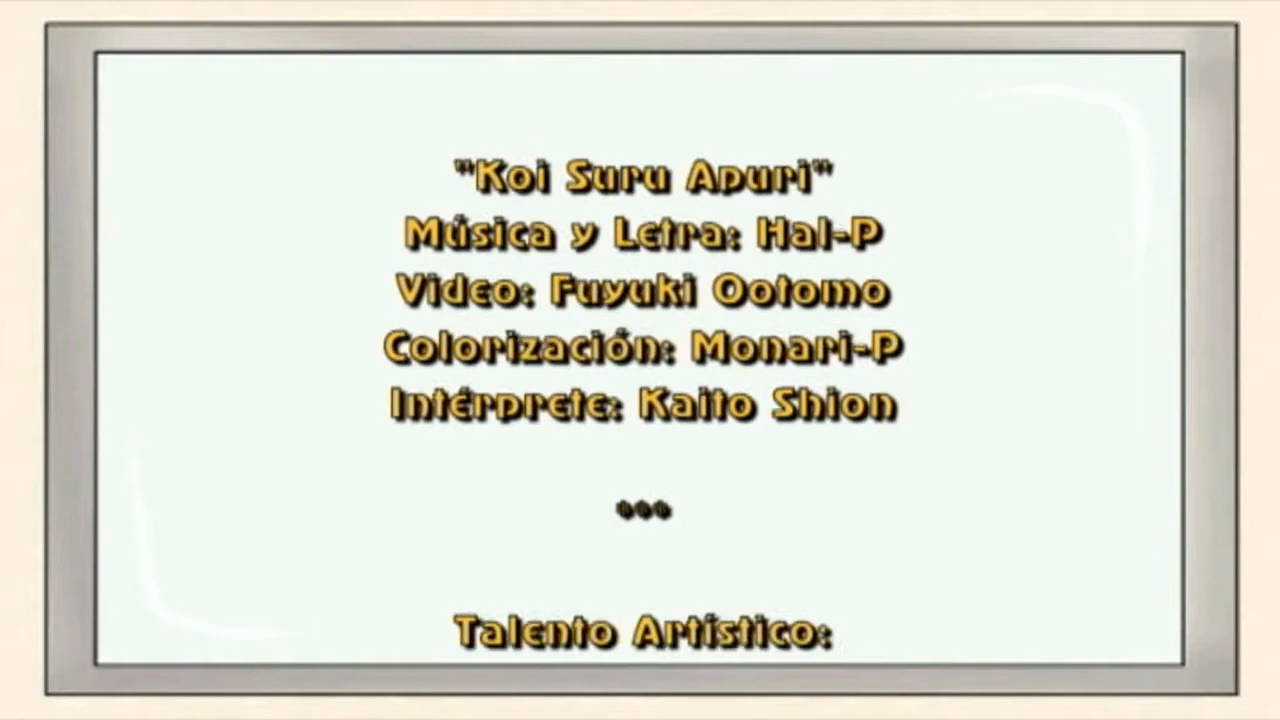 "Koi Suru Apuri"
Música y Letra: Hal-P
Video: Fuyuki Ootomo
Colorización: Monari-P
Intérprete: Kaito Shion
***
Talento Artístico: